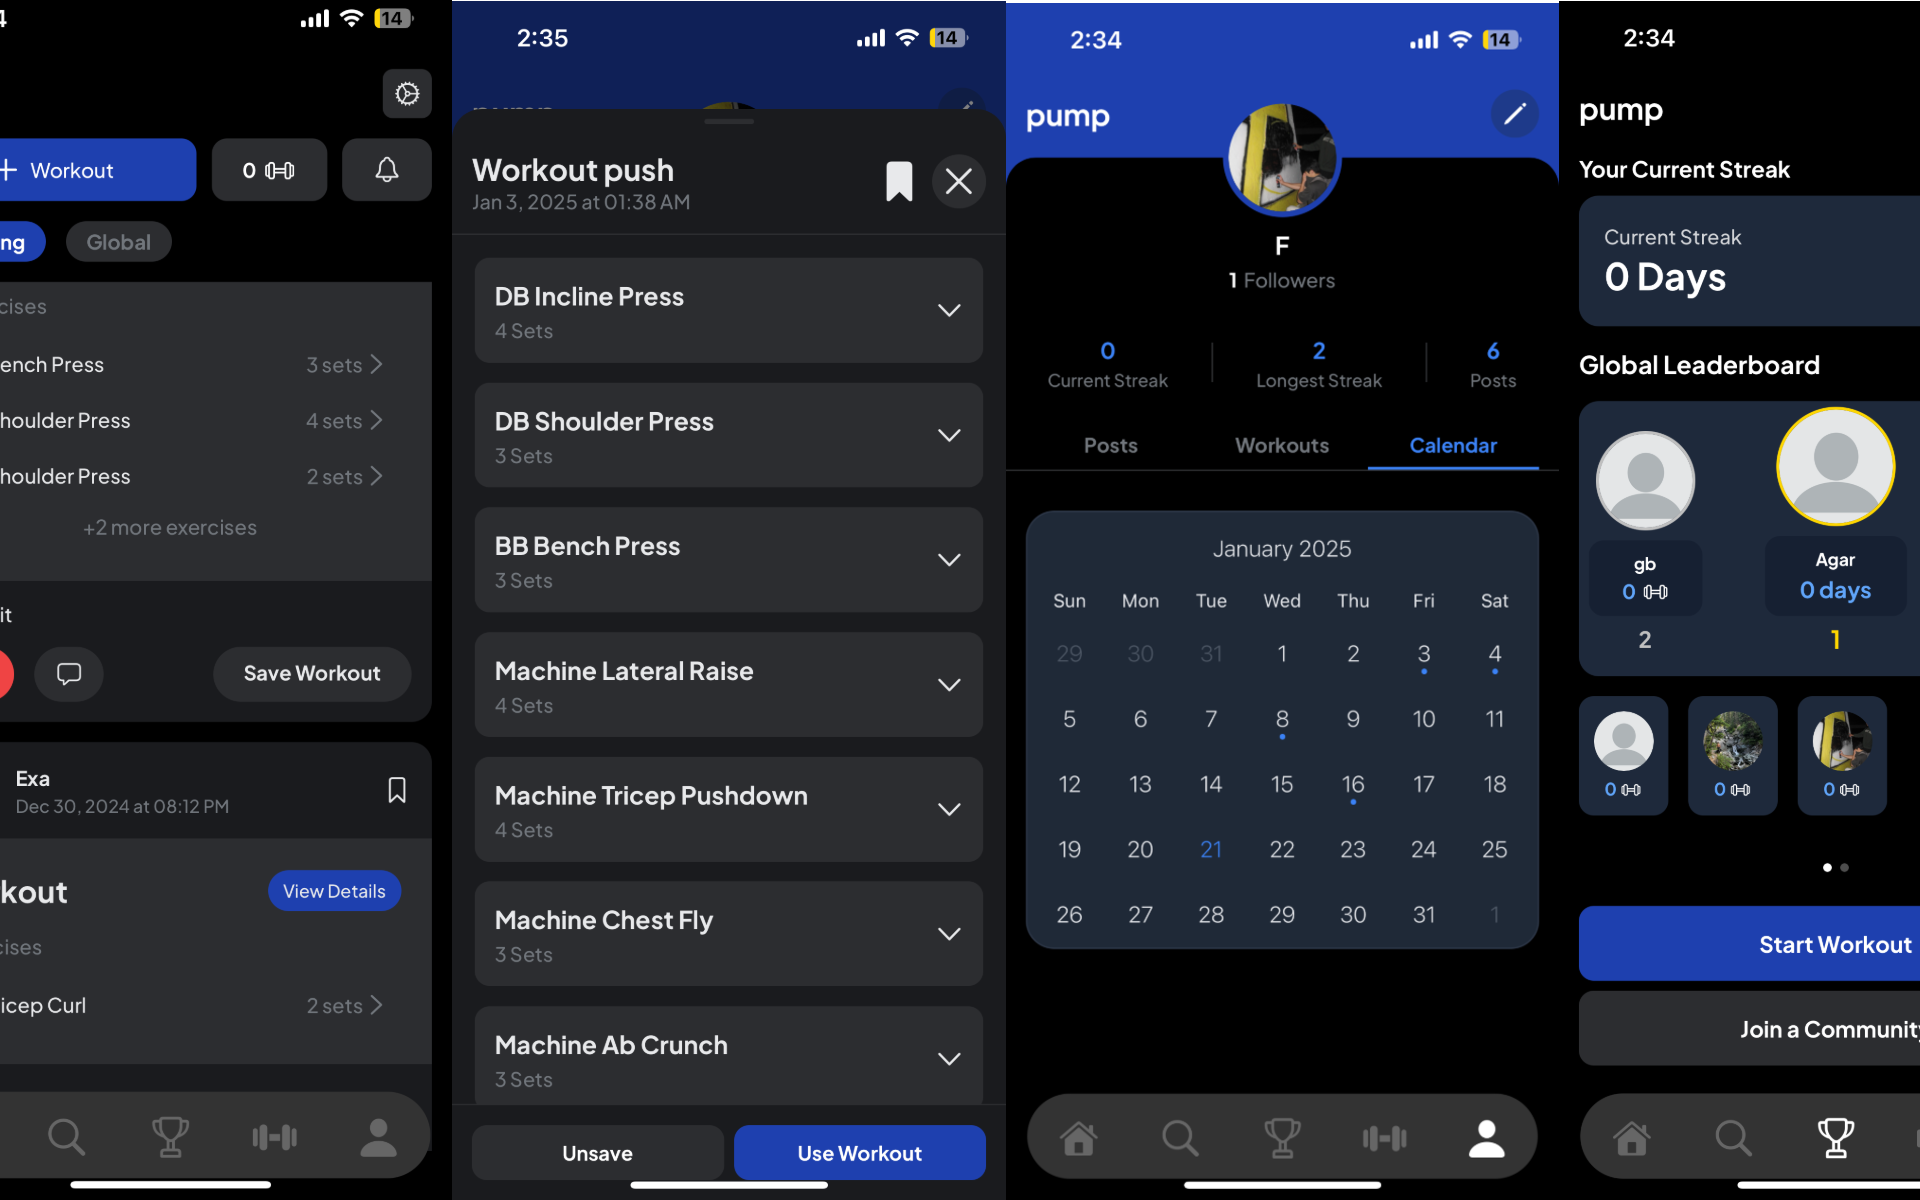 4
14
Workout
0
ng
Global
cises
ench Press
3 sets
houlder Press
4 sets
houlder Press
2 sets
+2 more exercises
it
Save Workout
Exa
Dec 30, 2024 at 08:12 PM
kout
View Details
cises
icep Curl
2 sets
2:35
14
Workout push
Jan 3, 2025 at 01:38 AM
DB Incline Press
4 Sets
DB Shoulder Press
3 Sets
BB Bench Press
3 Sets
Machine Lateral Raise
4 Sets
Machine Tricep Pushdown
4 Sets
Machine Chest Fly
3 Sets
Machine Ab Crunch
3 Sets
Unsave
Use Workout
2:34
14
pump
F
1 Followers
0
Current Streak
2
Longest Streak
6
Posts
Posts
Workouts
Calendar
January 2025
Sun Mon Tue Wed Thu Fri Sat
29 30 31 1 2 3 4
5 6 7 8 9 10 11
12 13 14 15 16 17 18
19 20 21 22 23 24 25
26 27 28 29 30 31 1
2:34
pump
Your Current Streak
Current Streak
0 Days
Global Leaderboard
gb
0
2
Agar
0 days
1
0
0
0
Start Workout
Join a Community